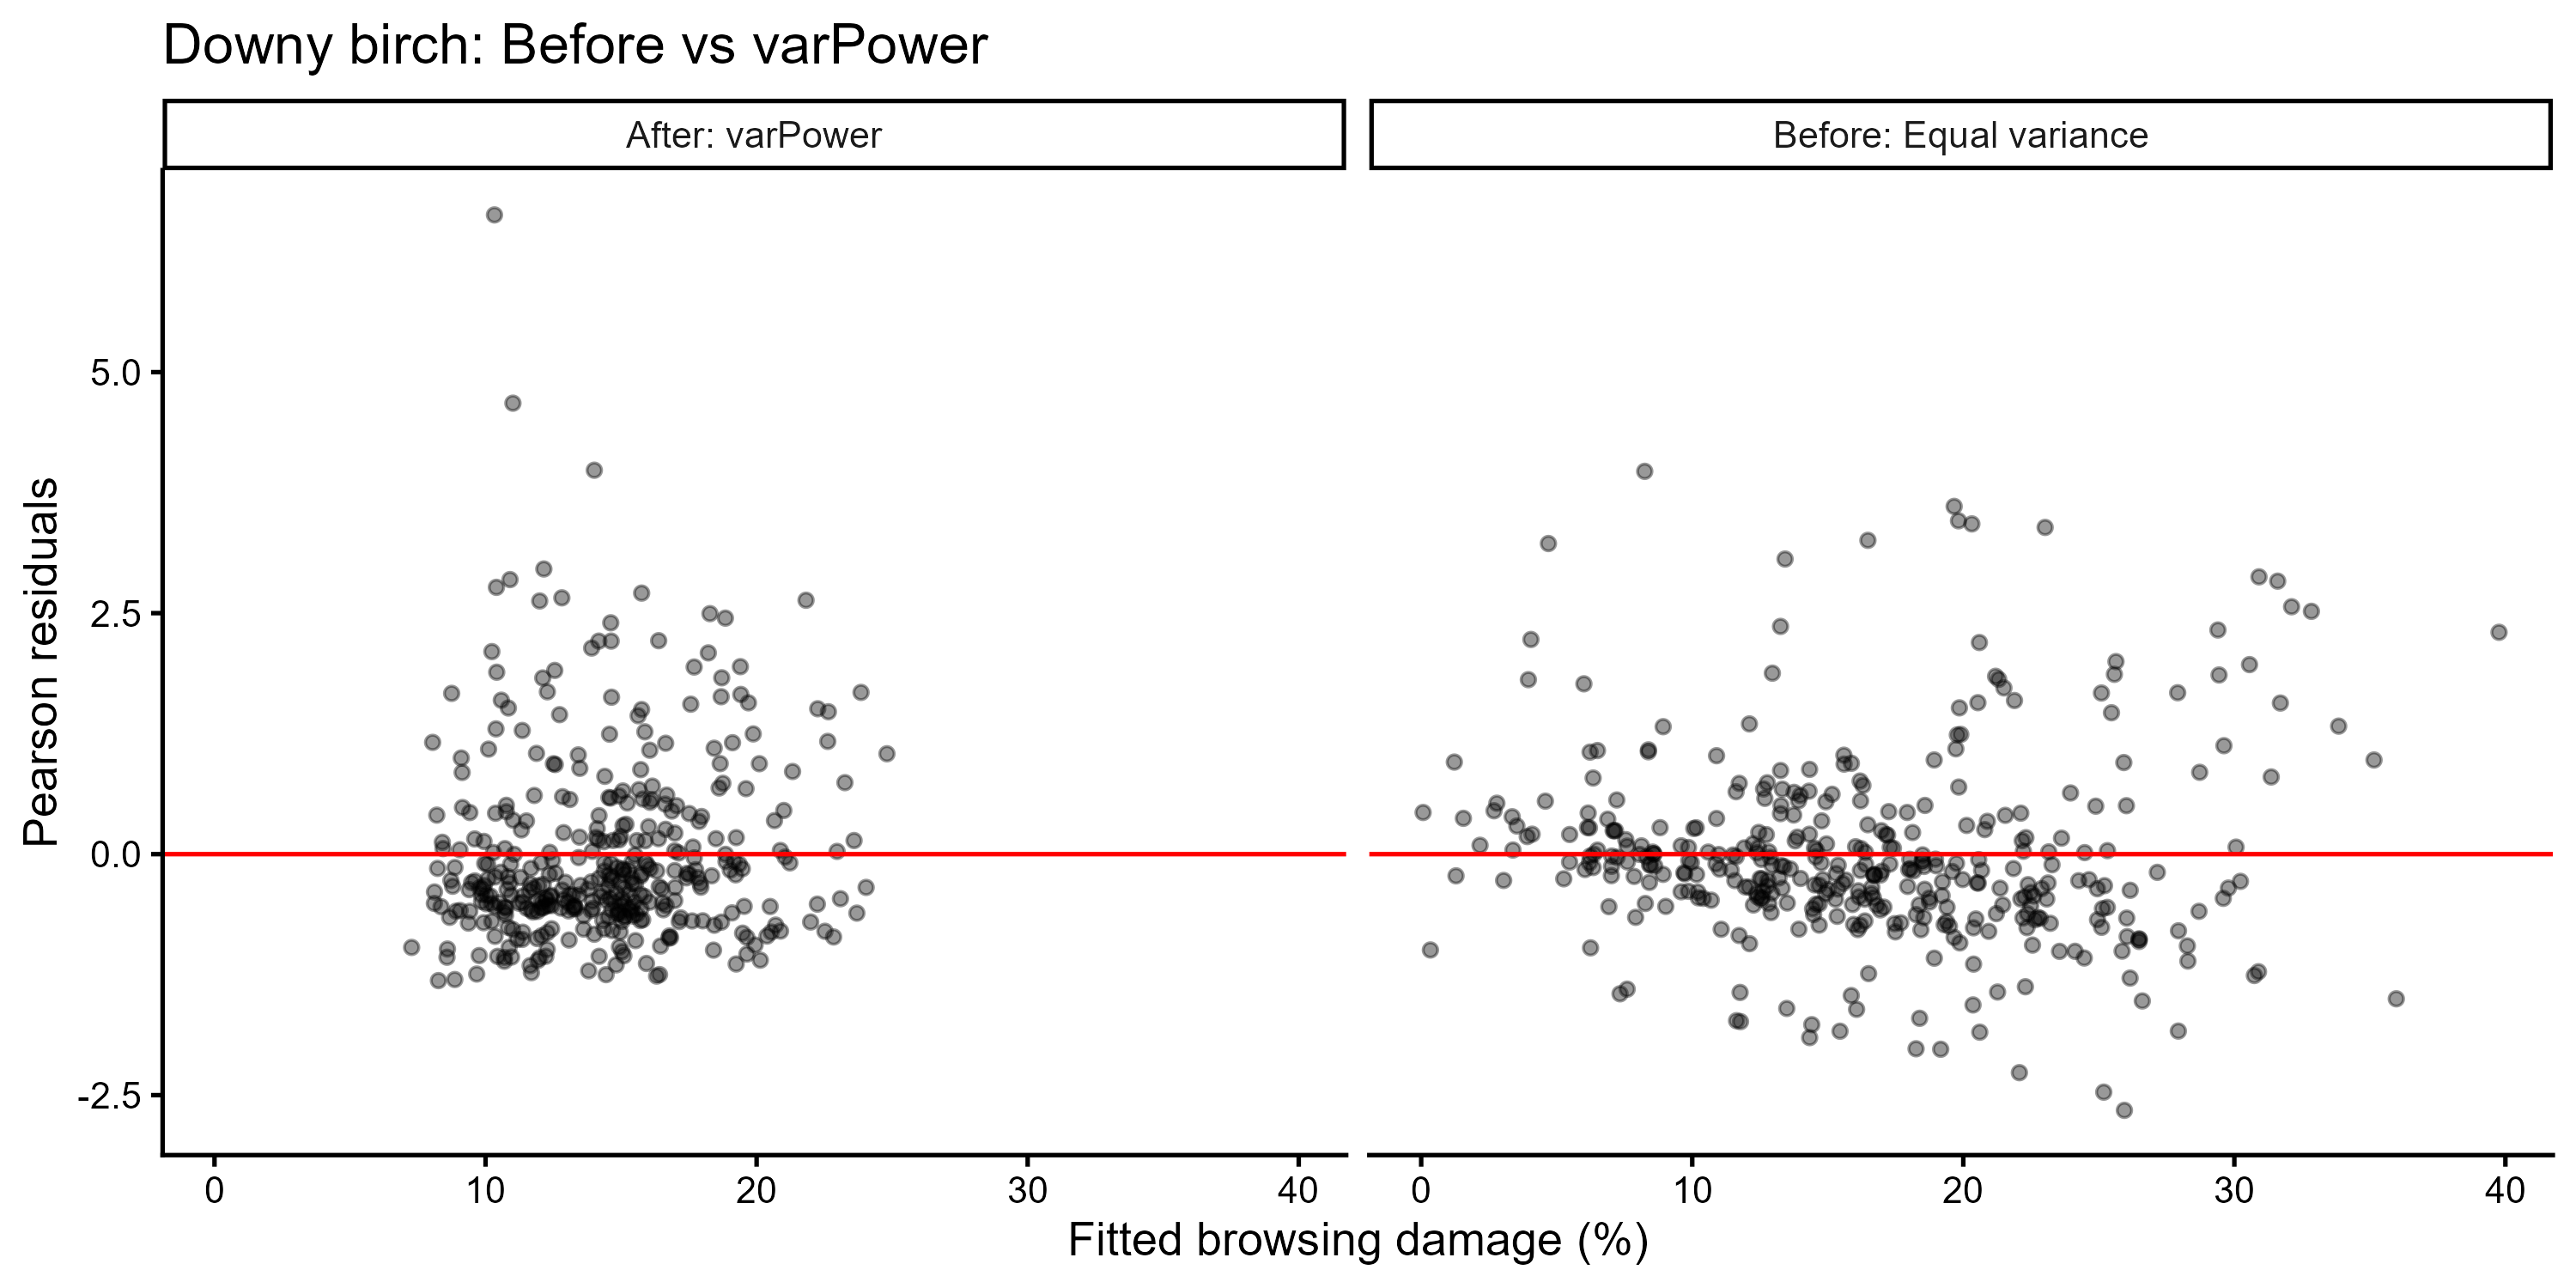 Downy birch: Before vs varPower
After: varPower
Before: Equal variance
Pearson residuals
5.0
2.5
0.0
-2.5
0 10 20 30 40
0 10 20 30 40
Fitted browsing damage (%)